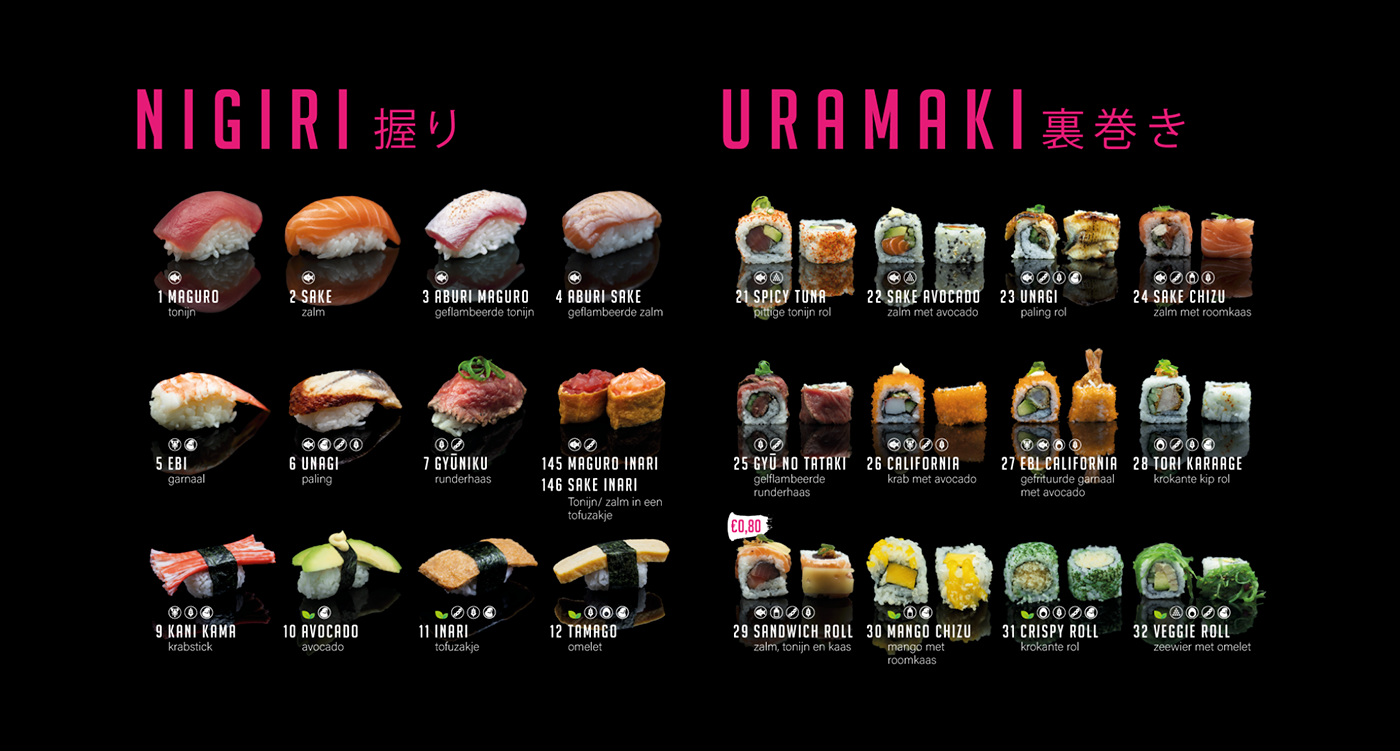 NIGIRI 握り
1 MAGURO
tonijn
2 SAKE
zalm
3 ABURI MAGURO
geflambeerde tonijn
4 ABURI SAKE
geflambeerde zalm
5 EBI
garnaal
6 UNAGI
paling
7 GYŪNIKU
runderhaas
145 MAGURO INARI
146 SAKE INARI
Tonijn/ zalm in een
tofuzakje
9 KANI KAMA
krabstick
10 AVOCADO
avocado
11 INARI
tofuzakje
12 TAMAGO
omelet
URAMAKI 裏巻き
21 SPICY TUNA
pittige tonijn rol
22 SAKE AVOCADO
zalm met avocado
23 UNAGI
paling rol
24 SAKE CHIZU
zalm met roomkaas
25 GYŪ NO TATAKI
gelflambeerde
runderhaas
26 CALIFORNIA
krab met avocado
27 EBI CALIFORNIA
gefrituurde garnaal
met avocado
28 TORI KARAAGE
krokante kip rol
€0,80
29 SANDWICH ROLL
zalm, tonijn en kaas
30 MANGO CHIZU
mango met
roomkaas
31 CRISPY ROLL
krokante rol
32 VEGGIE ROLL
zeewier met omelet